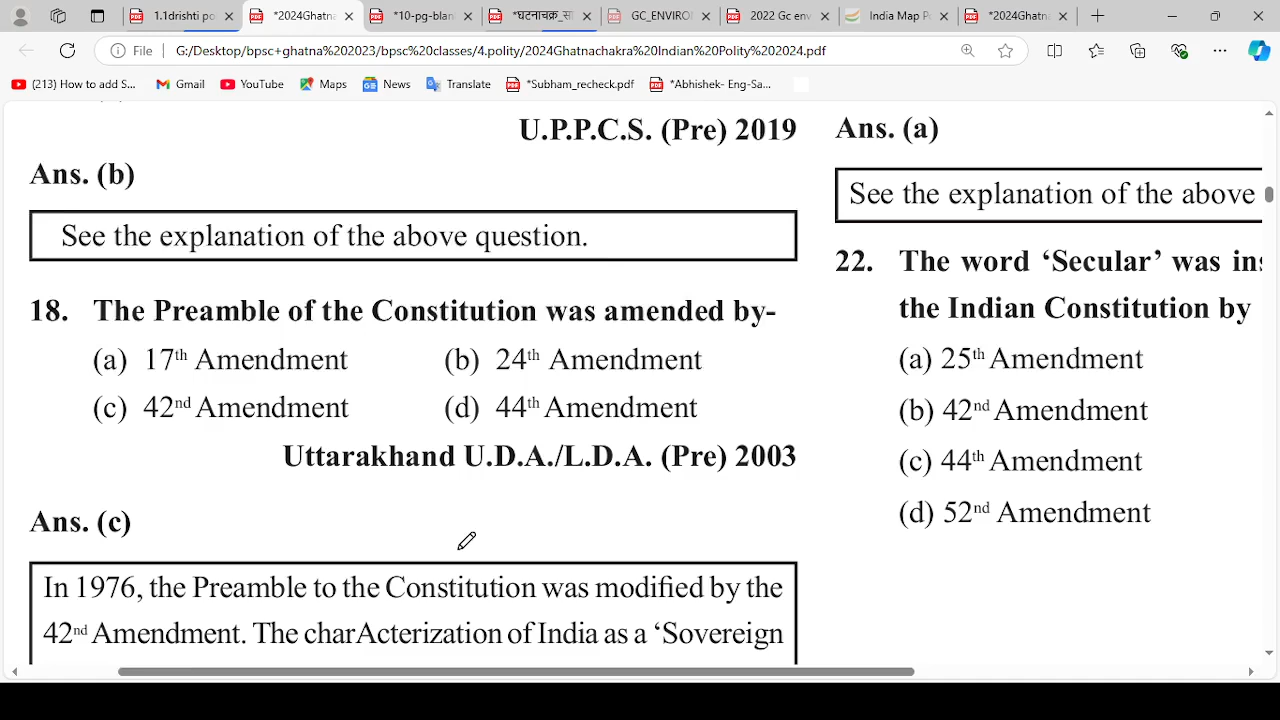 1.1drishti po
*2024Ghatna
*10-pg-blan
*घटनाचक्र_सा
GC_ENVIRO
2022 Gc env
India Map P
*2024Ghatna
File
G:/Desktop/bpsc+ghatna%202023/bpsc%20classes/4.polity/2024Ghatnachakra%20Indian%20Polity%202024.pdf
(213) How to add S...
Gmail
YouTube
Maps
News
Translate
*Subham_recheck.pdf
*Abhishek- Eng-Sa...
U.P.P.C.S. (Pre) 2019
Ans. (b)
See the explanation of the above question.
18. The Preamble of the Constitution was amended by-
(a) 17th Amendment (b) 24th Amendment
(c) 42nd Amendment (d) 44th Amendment
Uttarakhand U.D.A./L.D.A. (Pre) 2003
Ans. (c)
In 1976, the Preamble to the Constitution was modified by the
42nd Amendment. The charActerization of India as a ‘Sovereign
Ans. (a)
See the explanation of the above
22. The word ‘Secular’ was ins
the Indian Constitution by
(a) 25th Amendment
(b) 42nd Amendment
(c) 44th Amendment
(d) 52nd Amendment